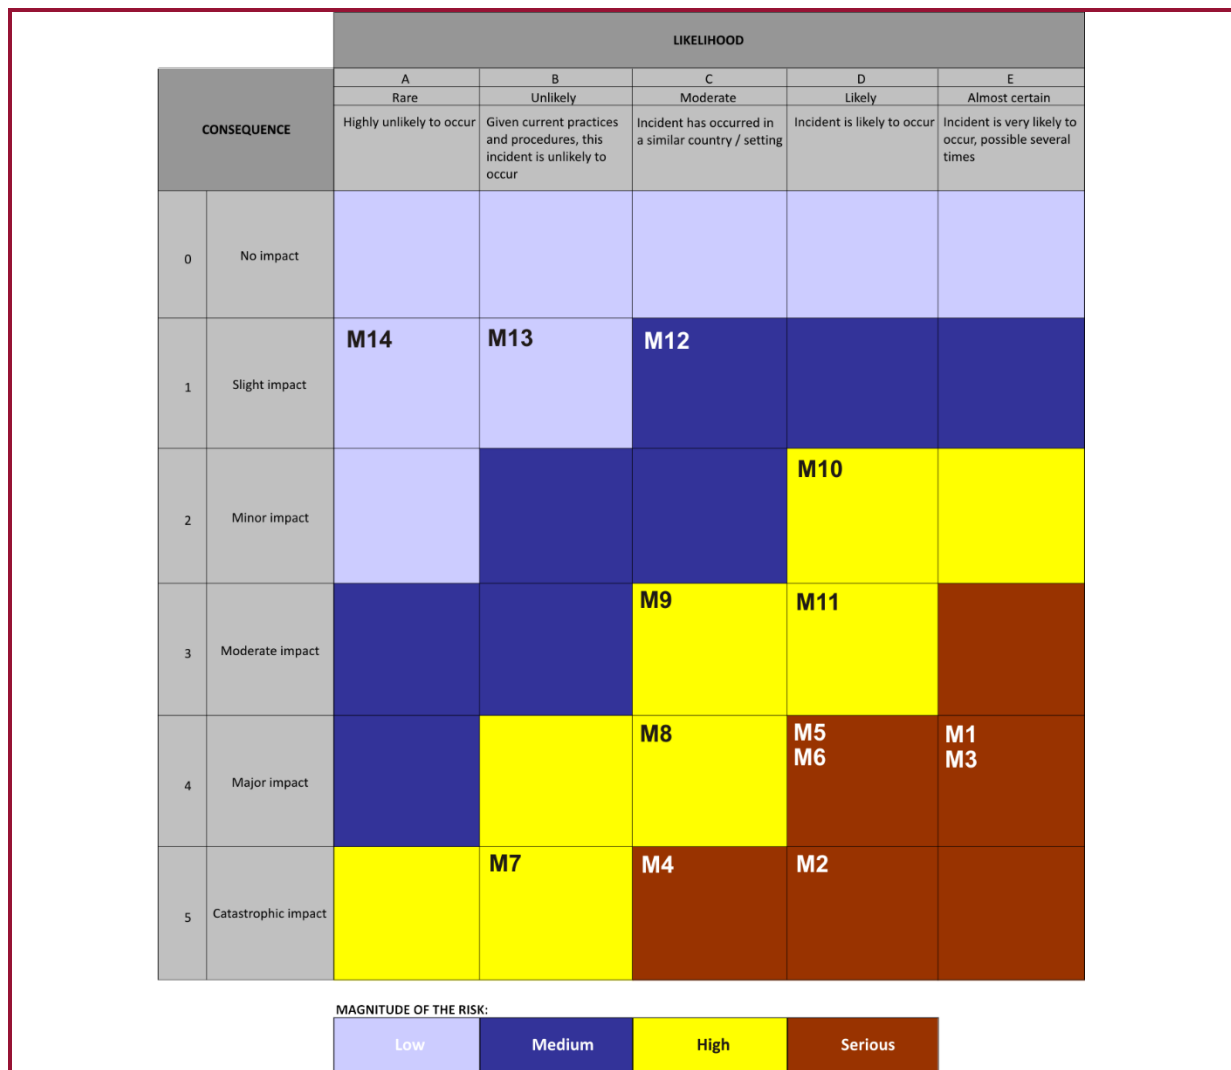 LIKELIHOOD
CONSEQUENCE
A
B
C
D
E
Rare
Unlikely
Moderate
Likely
Almost certain
Highly unlikely to occur
Given current practices
and procedures, this
incident is unlikely to
occur
Incident has occurred in
a similar country / setting
Incident is likely to occur
Incident is very likely to
occur, possible several
times
0
No impact
1
Slight impact
M14
M13
M12
2
Minor impact
M10
3
Moderate impact
M9
M11
4
Major impact
M8
M5
M6
M1
M3
5
Catastrophic impact
M7
M4
M2
MAGNITUDE OF THE RISK:
Low
Medium
High
Serious